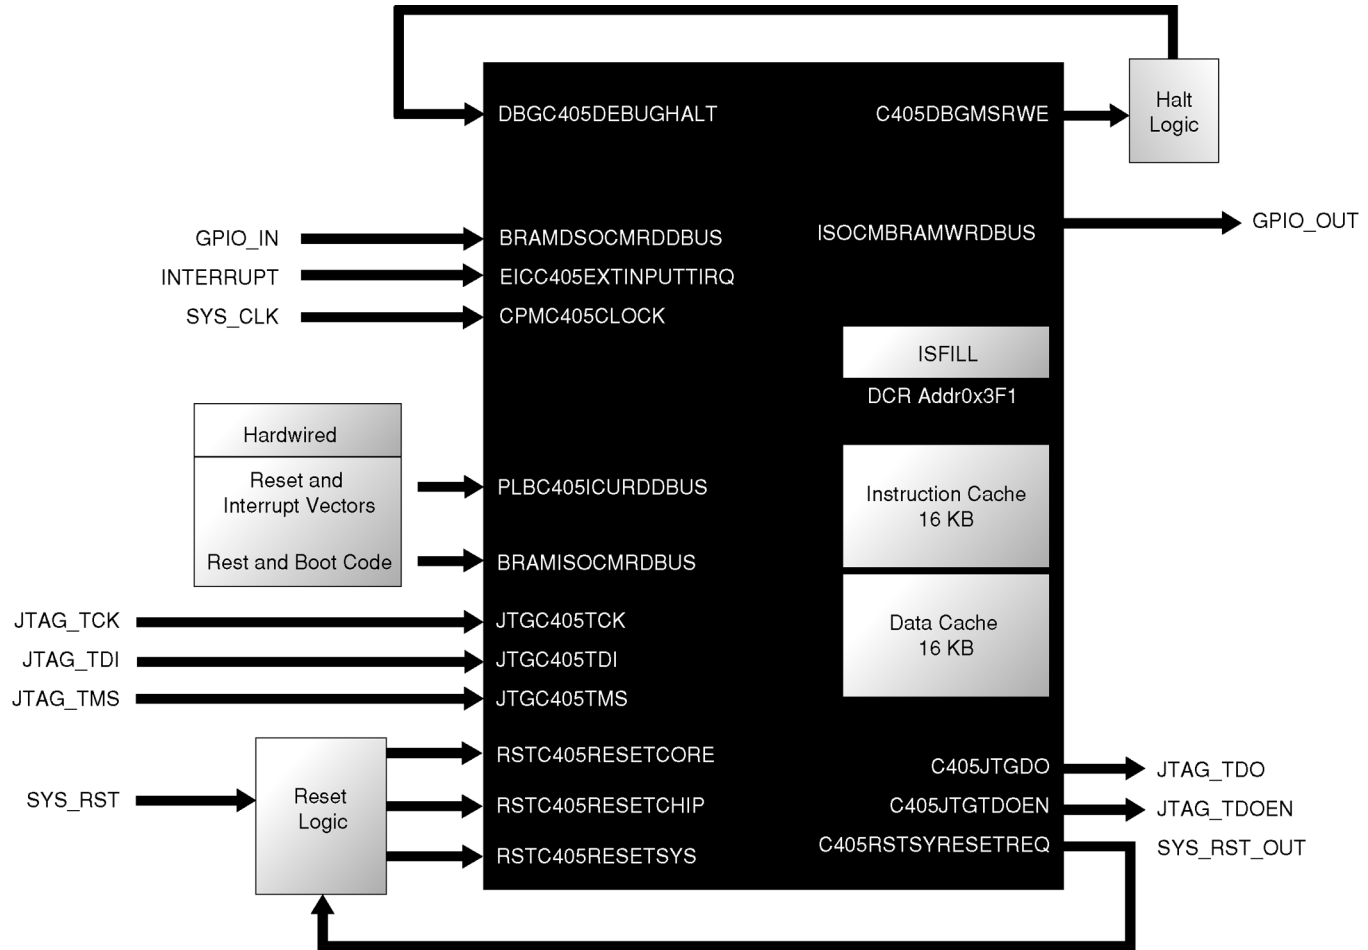 DBGC405DEBUGHALT
C405DBGMSRWE
Halt
Logic
GPIO_IN
BRAMDSOCMRDDBUS
ISOCMBRAMWRDBUS
GPIO_OUT
INTERRUPT
EICC405EXTINPUTTIRQ
SYS_CLK
CPMC405CLOCK
ISFILL
DCR Addr0x3F1
Hardwired
Reset and
Interrupt Vectors
Rest and Boot Code
PLBC405ICURDDBUS
BRAMISOCMRDBUS
Instruction Cache
16 KB
Data Cache
16 KB
JTAG_TCK
JTGC405TCK
JTAG_TDI
JTGC405TDI
JTAG_TMS
JTGC405TMS
SYS_RST
Reset
Logic
RSTC405RESETCORE
RSTC405RESETCHIP
RSTC405RESETSYS
C405JTGDO
JTAG_TDO
C405JTGTDOEN
JTAG_TDOEN
C405RSTSYRESETREQ
SYS_RST_OUT